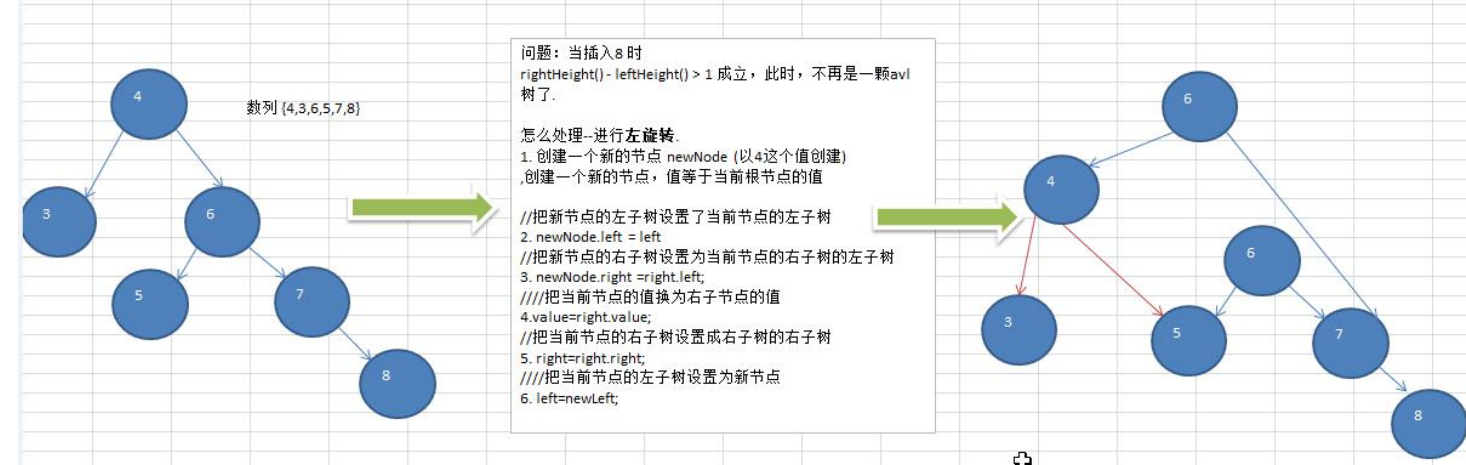 4
数列 {4,3,6,5,7,8}
3
6
5
7
8
问题：当插入8 时
rightHeight() - leftHeight() > 1 成立，此时，不再是一颗avl
树了.
怎么处理--进行左旋转.
1. 创建一个新的节点 newNode (以4这个值创建)
,创建一个新的节点，值等于当前根节点的值
//把新节点的左子树设置了当前节点的左子树
2. newNode.left = left
//把新节点的右子树设置为当前节点的右子树的左子树
3. newNode.right =right.left;
////把当前节点的值换为右子节点的值
4.value=right.value;
//把当前节点的右子树设置成右子树的右子树
5. right=right.right;
////把当前节点的左子树设置为新节点
6. left=newLeft;
6
4
6
3
5
7
8